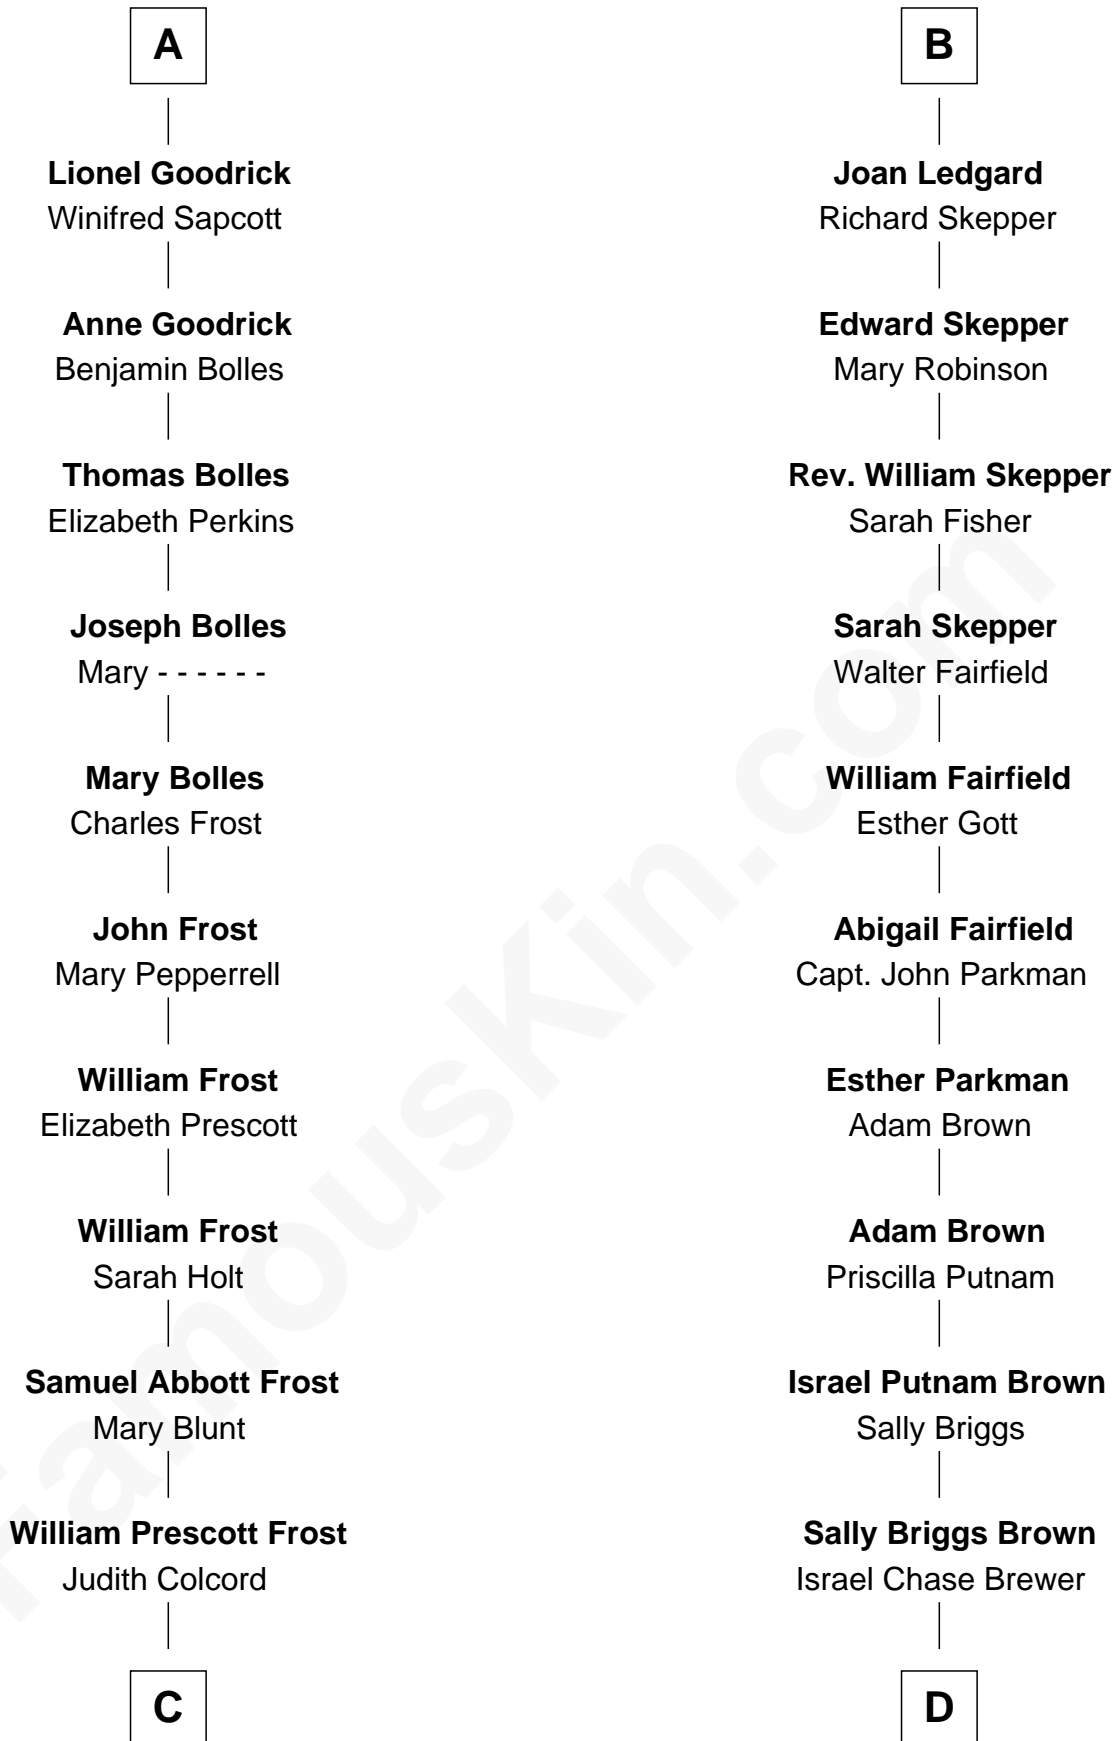 A
Lionel Goodrick
Winifred Sapcott
Anne Goodrick
Benjamin Bolles
Thomas Bolles
Elizabeth Perkins
Joseph Bolles
Mary - - - - - -
Mary Bolles
Charles Frost
John Frost
Mary Pepperrell
William Frost
Elizabeth Prescott
William Frost
Sarah Holt
Samuel Abbott Frost
Mary Blunt
William Prescott Frost
Judith Colcord
C
B
Joan Ledgard
Richard Skepper
Edward Skepper
Mary Robinson
Rev. William Skepper
Sarah Fisher
Sarah Skepper
Walter Fairfield
William Fairfield
Esther Gott
Abigail Fairfield
Capt. John Parkman
Esther Parkman
Adam Brown
Adam Brown
Priscilla Putnam
Israel Putnam Brown
Sally Briggs
Sally Briggs Brown
Israel Chase Brewer
D
FamousKin.com